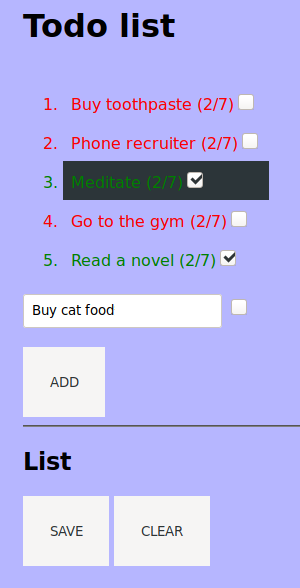 Todo list
1. Buy toothpaste (2/7)
2. Phone recruiter (2/7)
3. Meditate (2/7)
4. Go to the gym (2/7)
5. Read a novel (2/7)
Buy cat food
ADD
List
SAVE CLEAR